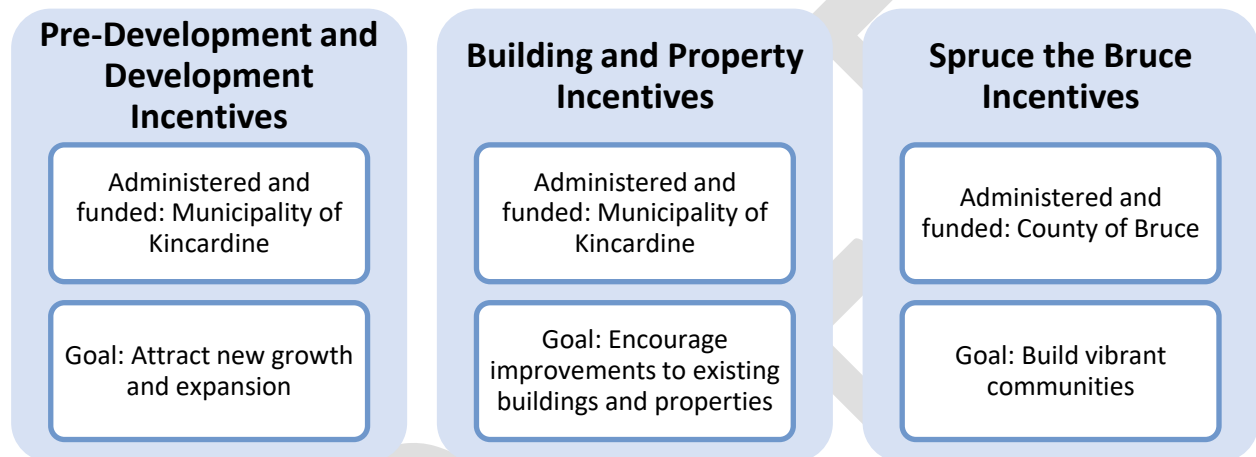 Pre-Development and
Development
Incentives
Administered and
funded: Municipality of
Kincardine
Goal: Attract new growth
and expansion
Building and Property
Incentives
Administered and
funded: Municipality of
Kincardine
Goal: Encourage
improvements to existing
buildings and properties
Spruce the Bruce
Incentives
Administered and
funded: County of Bruce
Goal: Build vibrant
communities